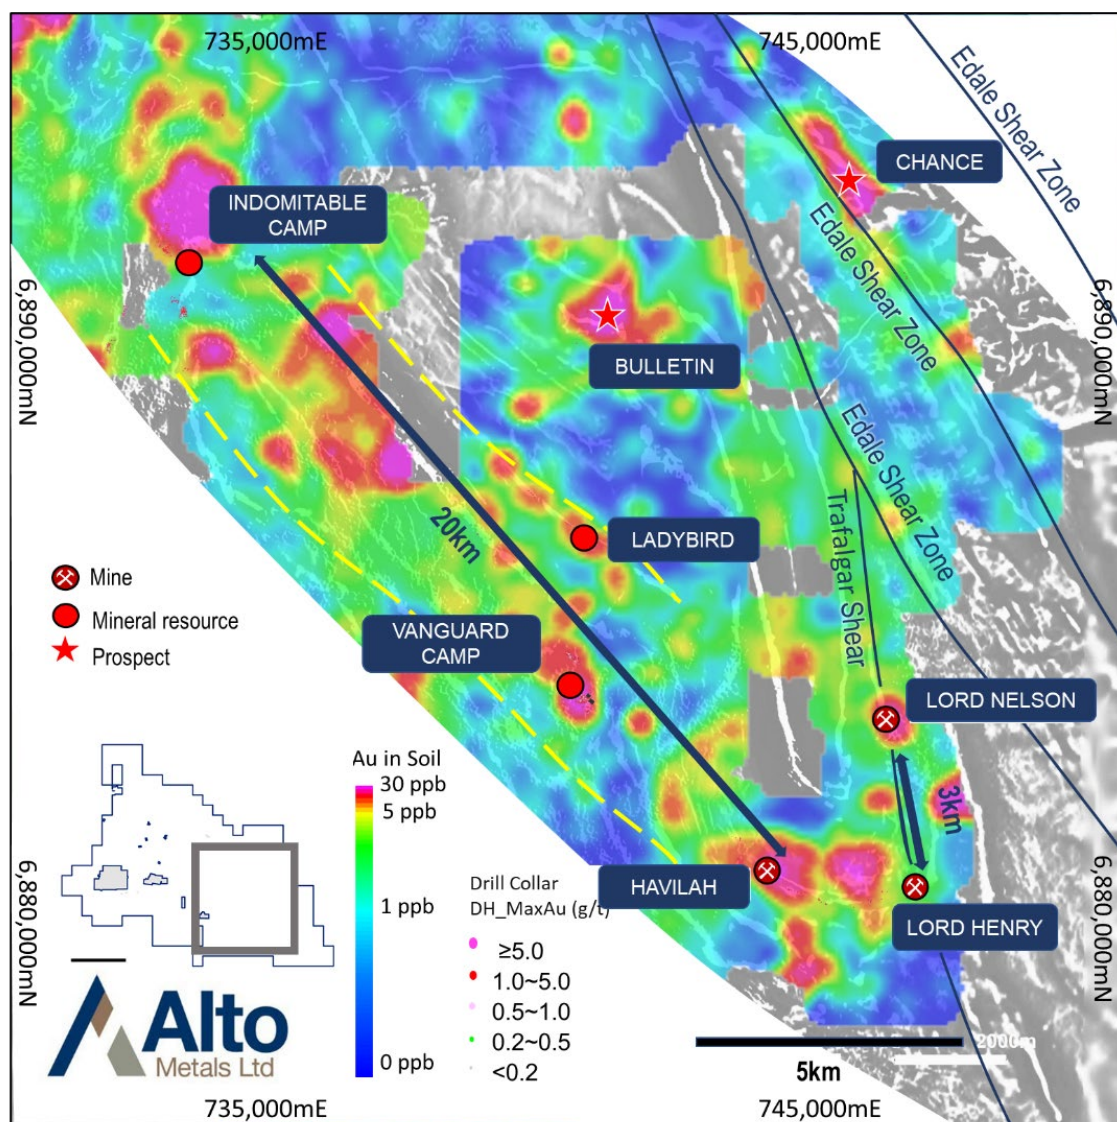 735,000mE
745,000mE
Edale Shear Zone
CHANCE
INDOMITABLE
CAMP
Edale Shear Zone
6,890,000mN
6,890,000mN
BULLETIN
Edale Shear Zone
20km
LADYBIRD
Trafalgar Shear
Mine
Mineral resource
Prospect
VANGUARD
CAMP
LORD NELSON
Au in Soil
30 ppb
5 ppb
1 ppb
0 ppb
3km
6,880,000mN
6,880,000mN
HAVILAH
LORD HENRY
Drill Collar
DH_MaxAu (g/t)
≥5.0
1.0~5.0
0.5~1.0
0.2~0.5
<0.2
Alto
Metals Ltd
2000m
5km
735,000mE
745,000mE